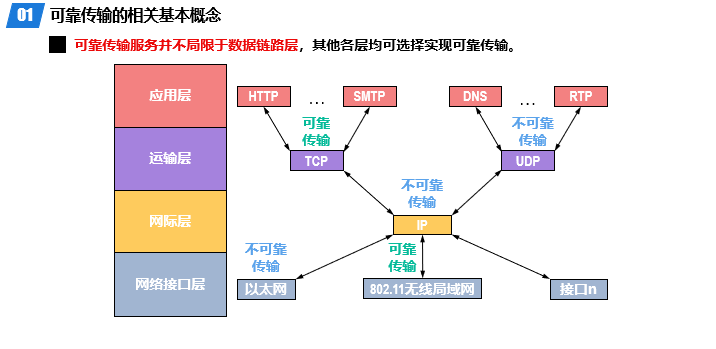 01 可靠传输的相关基本概念
可靠传输服务并不局限于数据链路层，其他各层均可选择实现可靠传输。
应用层
HTTP
...
SMTP
DNS
...
RTP
可靠
传输
不可靠
传输
运输层
TCP
UDP
不可靠
传输
网际层
IP
不可靠
传输
可靠
传输
网络接口层
以太网
802.11无线局域网
接口n